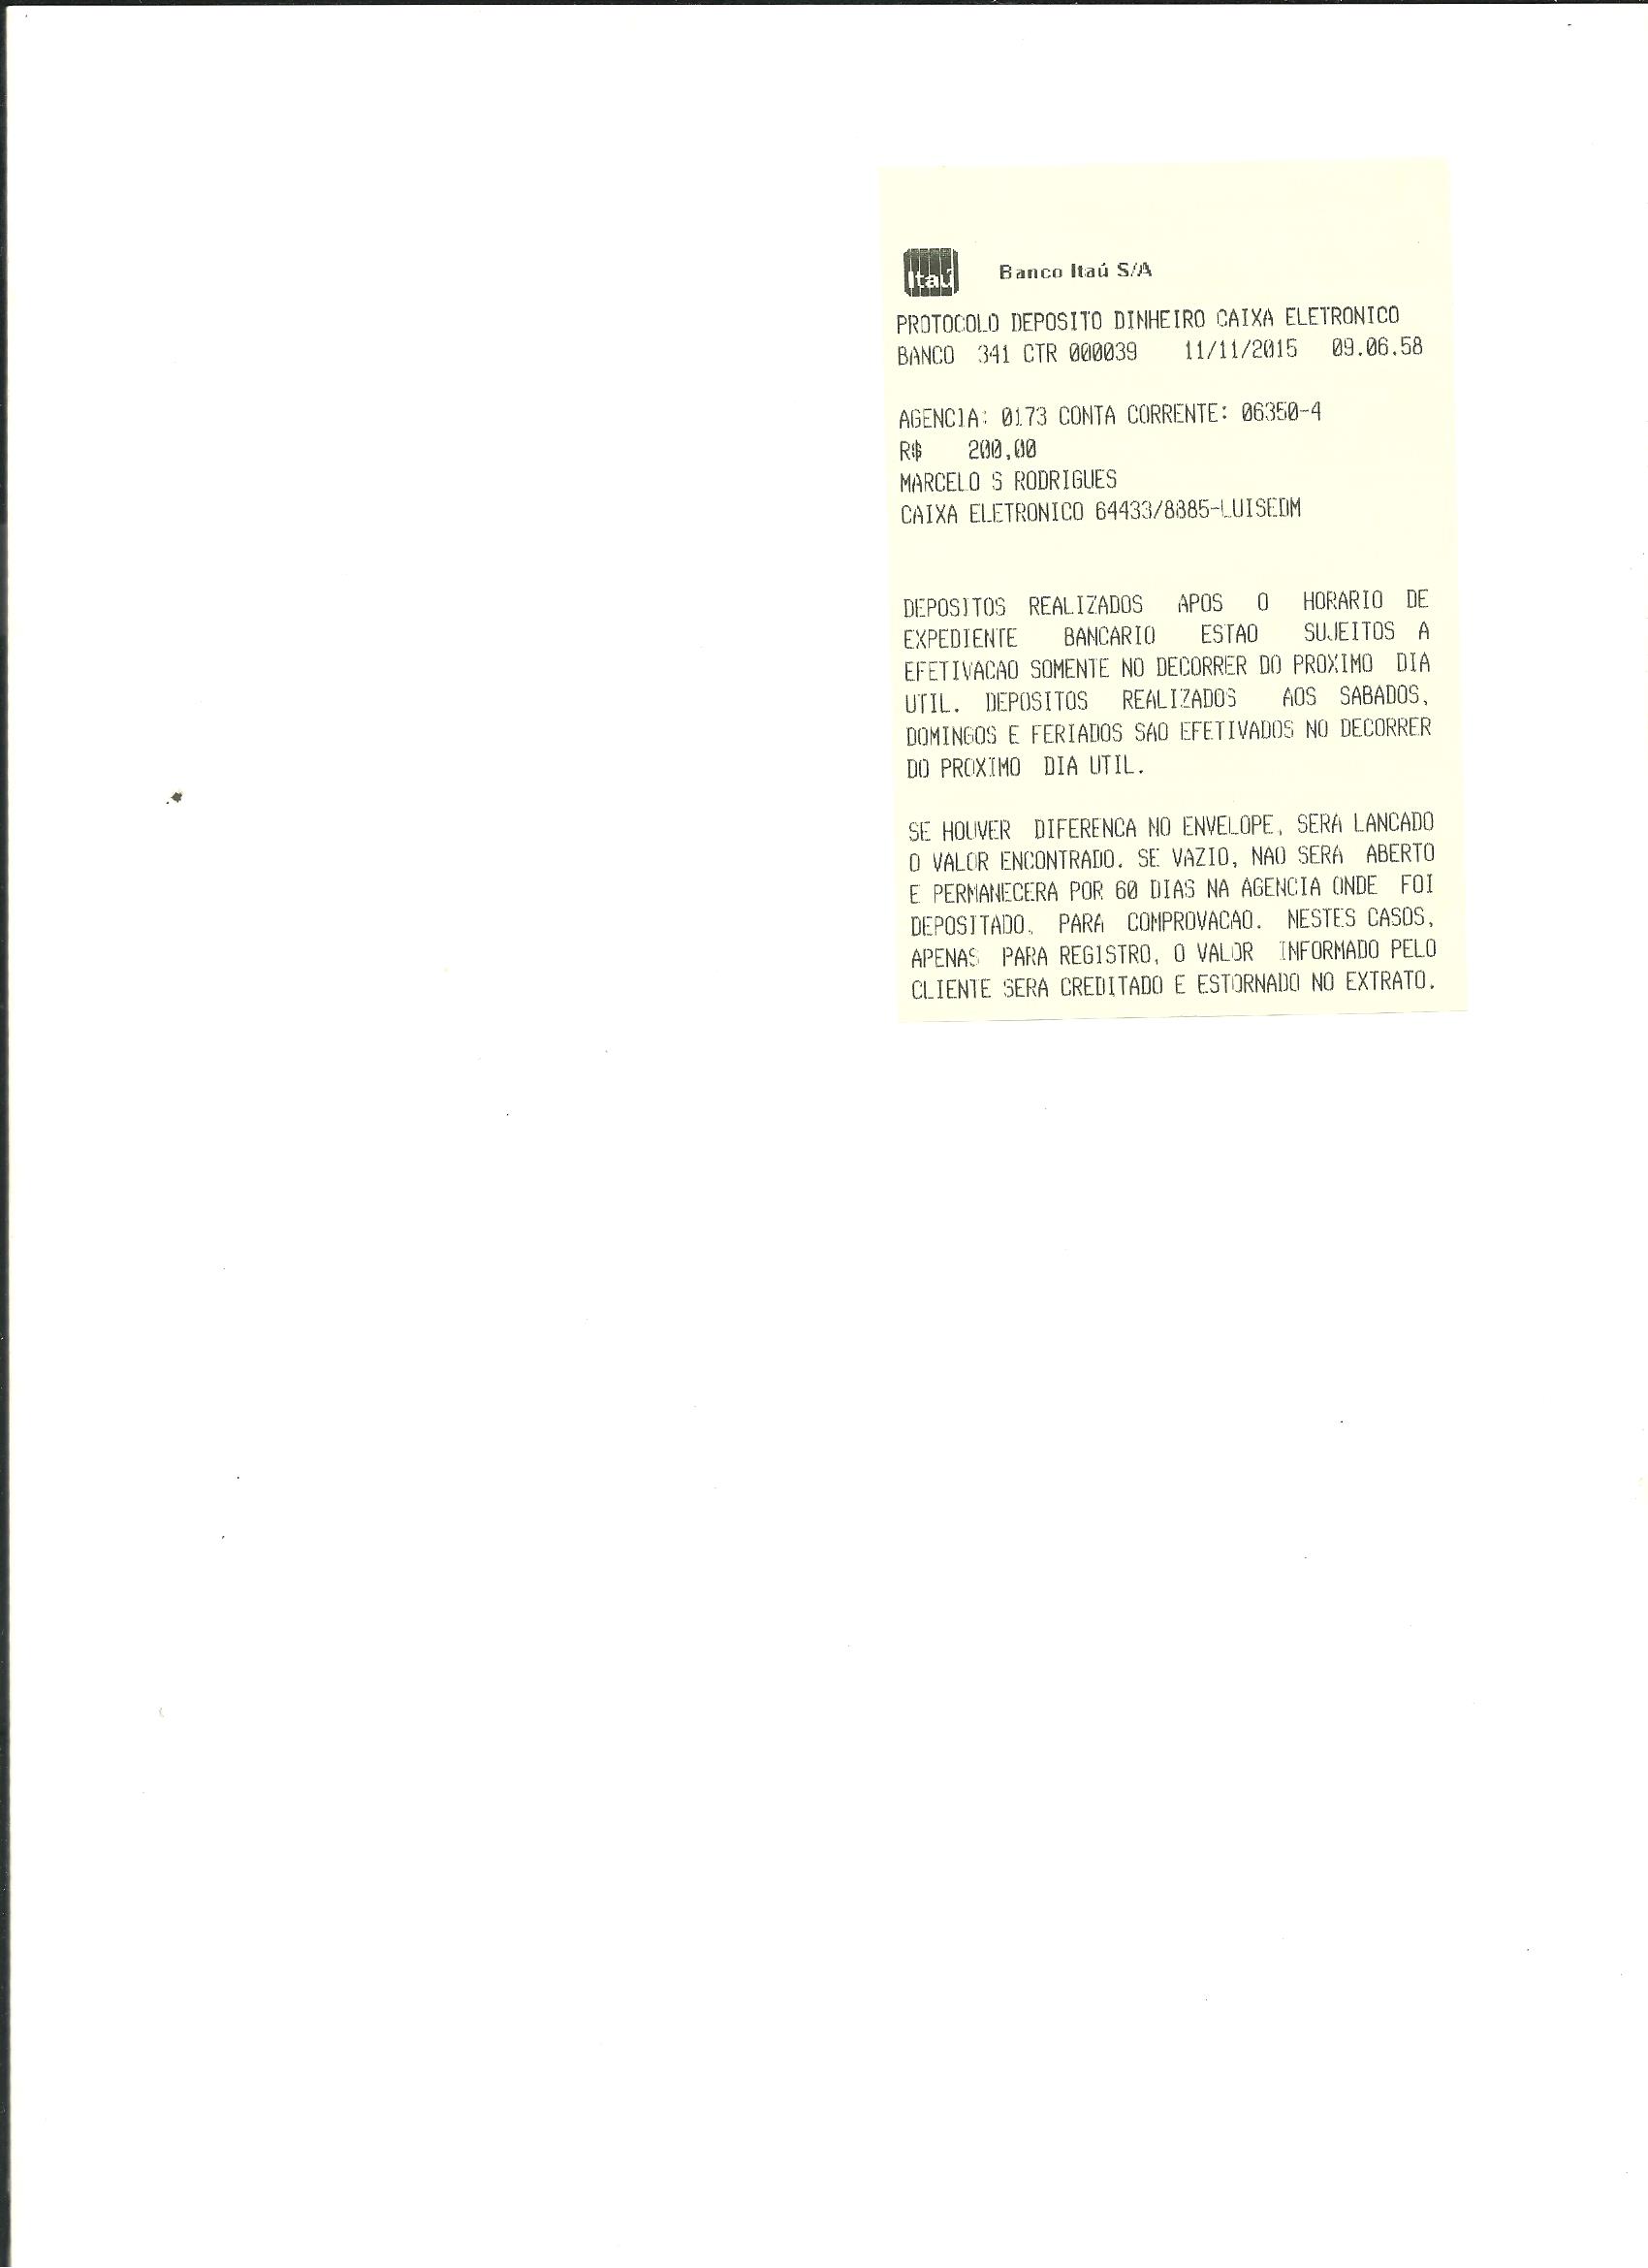 Itaú Banco Itaú S/A
PROTOCOLO DEPOSITO DINHEIRO CAIXA ELETRONICO
BANCO 341 CTR 000039 11/11/2015 09.06.58
AGENCIA: 0173 CONTA CORRENTE: 06350-4
R$ 200,00
MARCELO S RODRIGUES
CAIXA ELETRONICO 64433/8885-LUISEDM
DEPOSITOS REALIZADOS APOS O HORARIO DE
EXPEDIENTE BANCARIO ESTAO SUJEITOS A
EFETIVACAO SOMENTE NO DECORRER DO PROXIMO DIA
UTIL. DEPOSITOS REALIZADOS AOS SABADOS,
DOMINGOS E FERIADOS SAO EFETIVADOS NO DECORRER
DO PROXIMO DIA UTIL.
SE HOUVER DIFERENCA NO ENVELOPE, SERA LANCADO
O VALOR ENCONTRADO. SE VAZIO, NAO SERA ABERTO
E PERMANECERA POR 60 DIAS NA AGENCIA ONDE FOI
DEPOSITADO, PARA COMPROVACAO. NESTES CASOS,
APENAS PARA REGISTRO, O VALOR INFORMADO PELO
CLIENTE SERA CREDITADO E ESTORNADO NO EXTRATO.